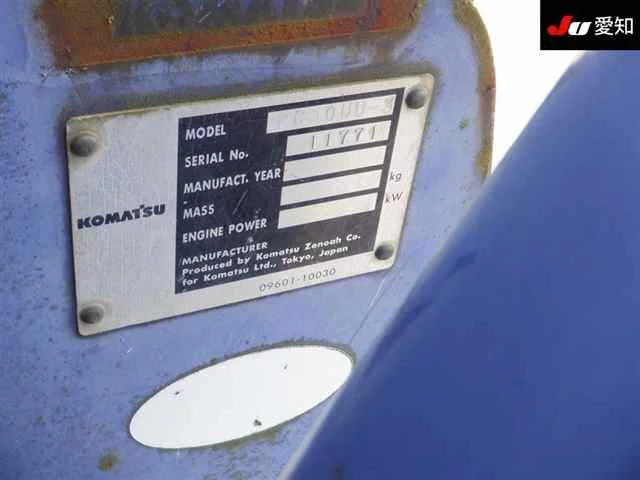 JU 愛知
MODEL
SERIAL No. 11771
MANUFACT. YEAR
MASS kg
ENGINE POWER kW
KOMATSU
MANUFACTURER
Produced by Komatsu Zenoah Co.
for Komatsu Ltd., Tokyo, Japan
09601-10030